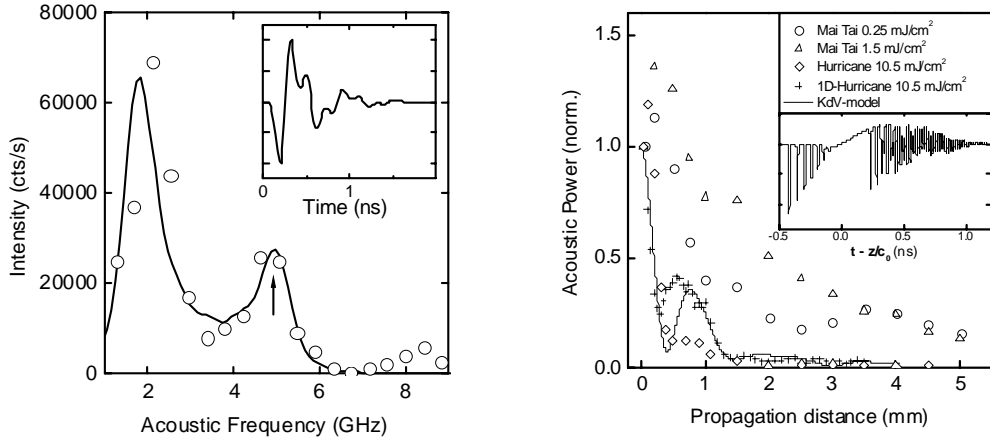 80000
60000
40000
20000
0
2
4
6
8
Intensity (cts/s)
Acoustic Frequency (GHz)
0
1
Time (ns)
1.5
1.0
0.5
0.0
0
1
2
3
4
5
Acoustic Power (norm.)
Propagation distance (mm)
Mai Tai 0.25 mJ/cm²
Mai Tai 1.5 mJ/cm²
Hurricane 10.5 mJ/cm²
1D-Hurricane 10.5 mJ/cm²
KdV-model
-0.5
0.0
0.5
1.0
t - z/c₀ (ns)